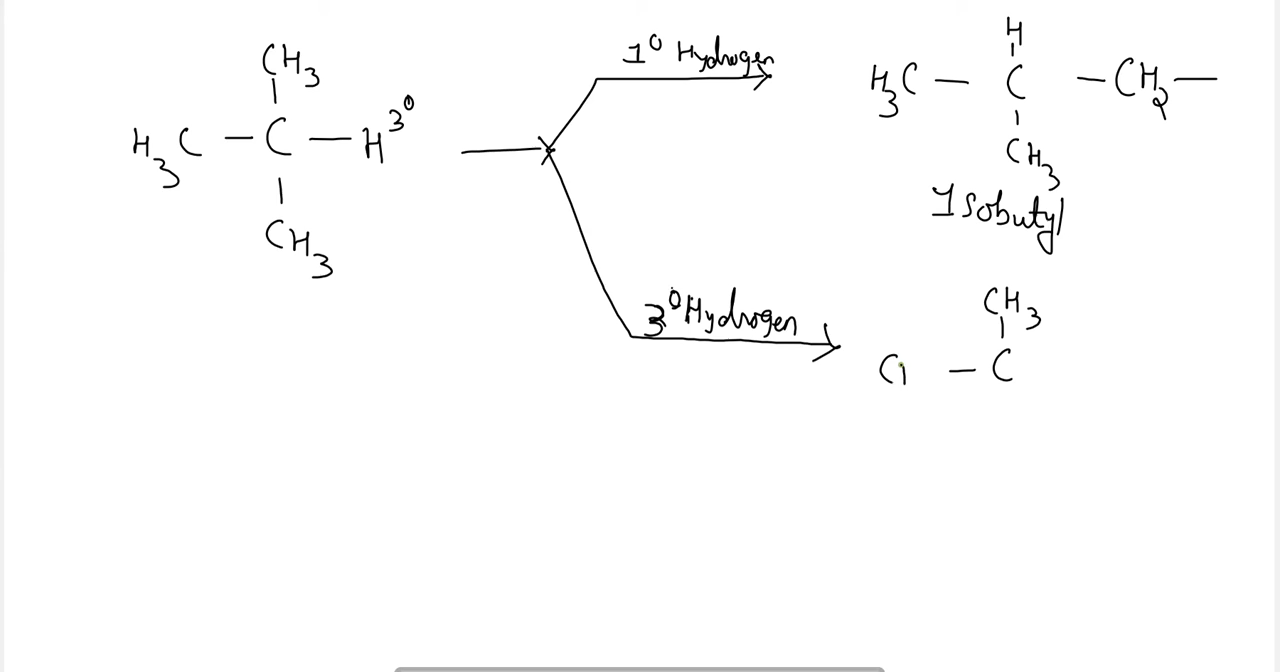 CH3
H3C – C – H 3°
CH3
1° Hydrogen
H
H3C – C – CH2 –
CH3
Isobutyl
3° Hydrogen
CH3
Cl – C